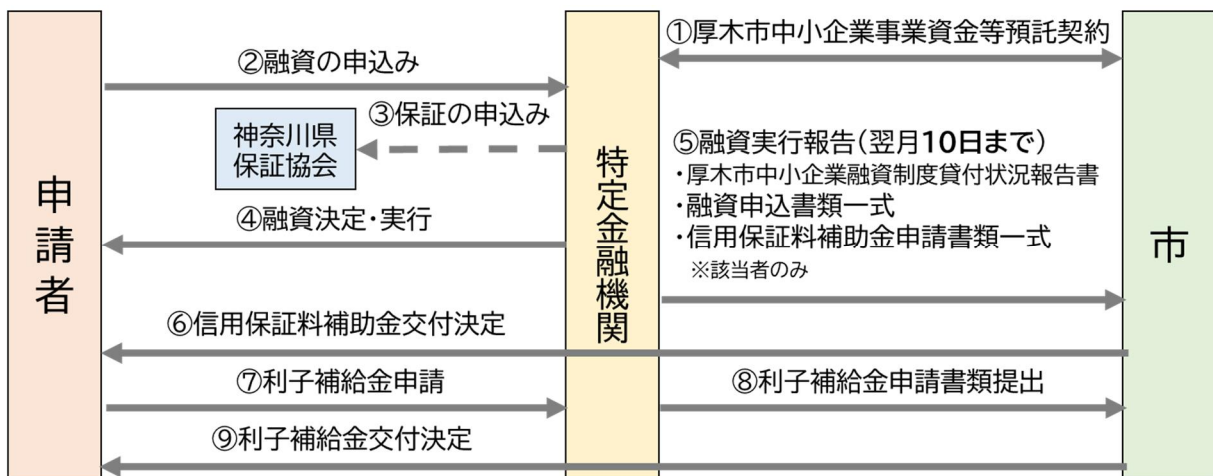 ①厚木市中小企業事業資金等預託契約
②融資の申込み
③保証の申込み
神奈川県
保証協会
⑤融資実行報告(翌月10日まで)
・厚木市中小企業融資制度貸付状況報告書
・融資申込書類一式
・信用保証料補助金申請書類一式
※該当者のみ
④融資決定・実行
申請者
特定金融機関
市
⑥信用保証料補助金交付決定
⑦利子補給金申請
⑧利子補給金申請書類提出
⑨利子補給金交付決定